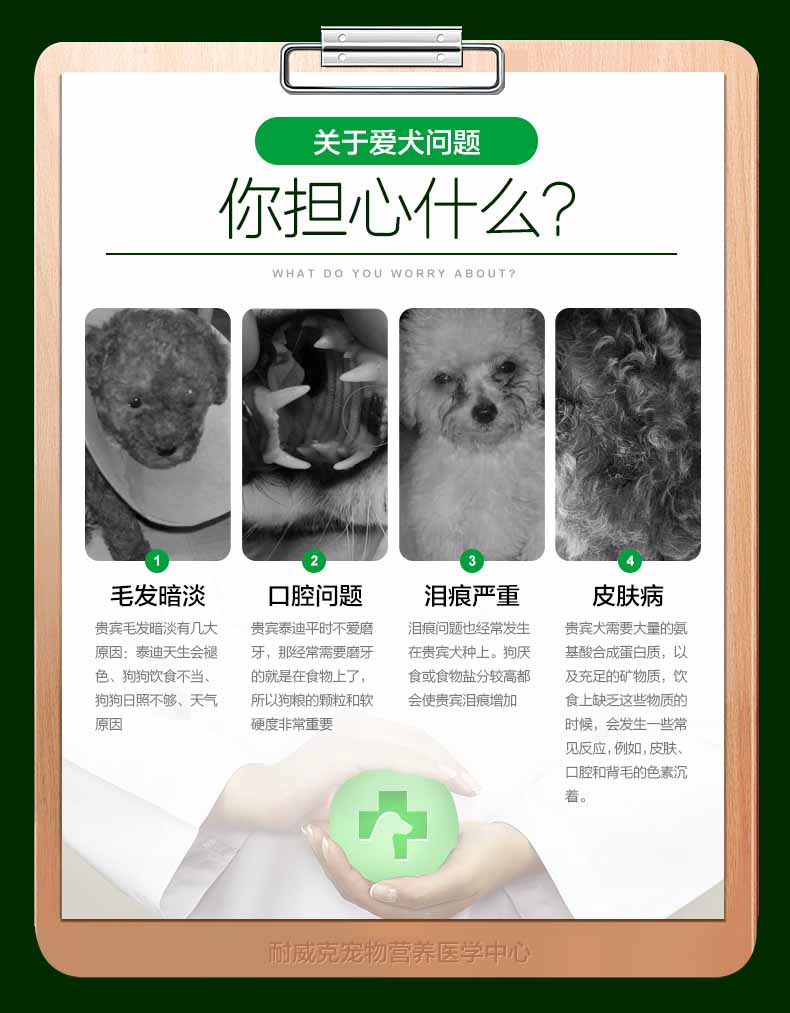 关于爱犬问题
你担心什么?
WHAT DO YOU WORRY ABOUT?
1
毛发暗淡
贵宾毛发暗淡有几大
原因：泰迪天生会褪
色、狗狗饮食不当、
狗狗日照不够、天气
原因
2
口腔问题
贵宾泰迪平时不爱磨
牙，那经常需要磨牙
的就是在食物上了，
所以狗粮的颗粒和软
硬度非常重要
3
泪痕严重
泪痕问题也经常发生
在贵宾犬种上。狗厌
食或食物盐分较高都
会使贵宾泪痕增加
4
皮肤病
贵宾犬需要大量的氨
基酸合成蛋白质，以
及充足的矿物质，饮
食上缺乏这些物质的
时候，会发生一些常
见反应，例如，皮肤、
口腔和背毛的色素沉
着。
耐威克宠物营养医学中心